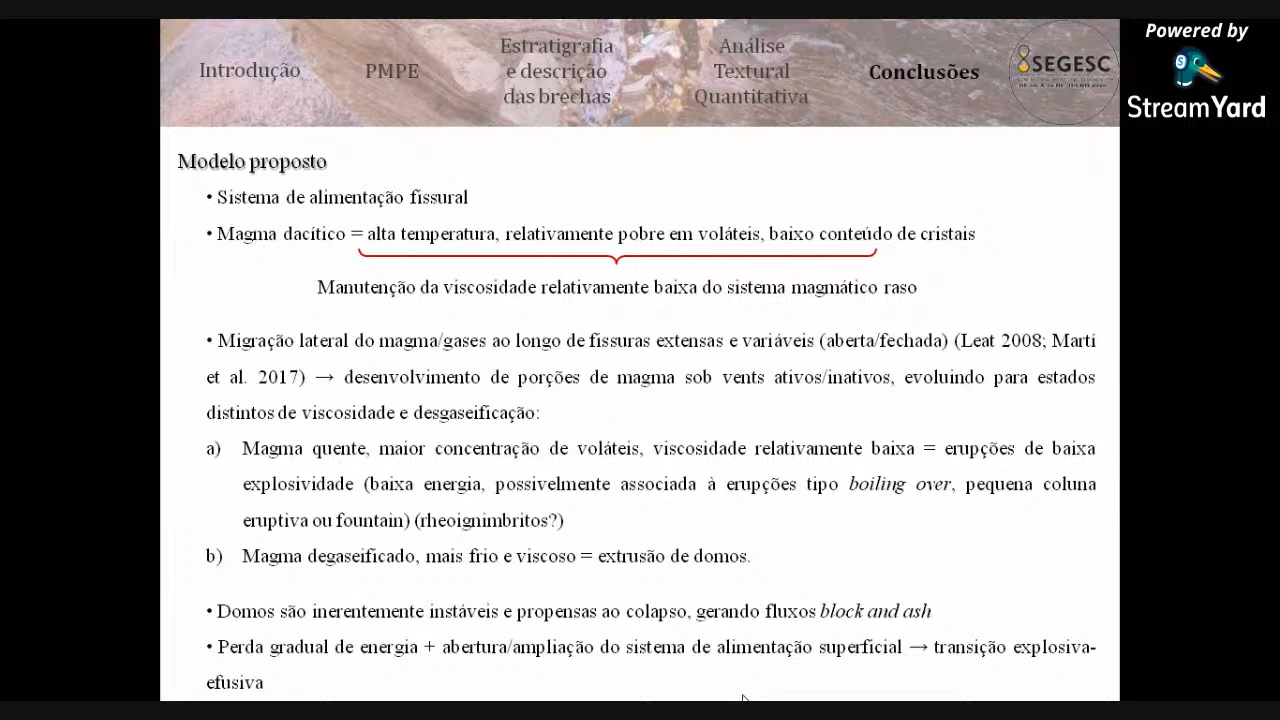 Introdução
PMPE
Estratigrafia
e descrição
das brechas
Análise
Textural
Quantitativa
Conclusões
SEGESC
Powered by
StreamYard
Modelo proposto
• Sistema de alimentação fissural
• Magma dacítico = alta temperatura, relativamente pobre em voláteis, baixo conteúdo de cristais
Manutenção da viscosidade relativamente baixa do sistema magmático raso
• Migração lateral do magma/gases ao longo de fissuras extensas e variáveis (aberta/fechada) (Leat 2008; Martí
et al. 2017) → desenvolvimento de porções de magma sob vents ativos/inativos, evoluindo para estados
distintos de viscosidade e desgaseificação:
a) Magma quente, maior concentração de voláteis, viscosidade relativamente baixa = erupções de baixa
explosividade (baixa energia, possivelmente associada à erupções tipo boiling over, pequena coluna
eruptiva ou fountain) (rheoignimbritos?)
b) Magma degaseificado, mais frio e viscoso = extrusão de domos.
• Domos são inerentemente instáveis e propensas ao colapso, gerando fluxos block and ash
• Perda gradual de energia + abertura/ampliação do sistema de alimentação superficial → transição explosiva-
efusiva